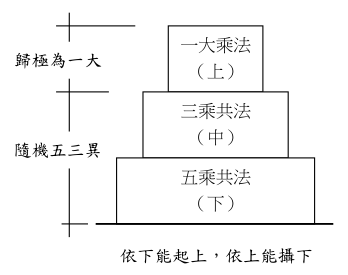 一大乘法
（上）
歸極為一大
三乘共法
（中）
隨機五三異
五乘共法
（下）
依下能起上，依上能攝下